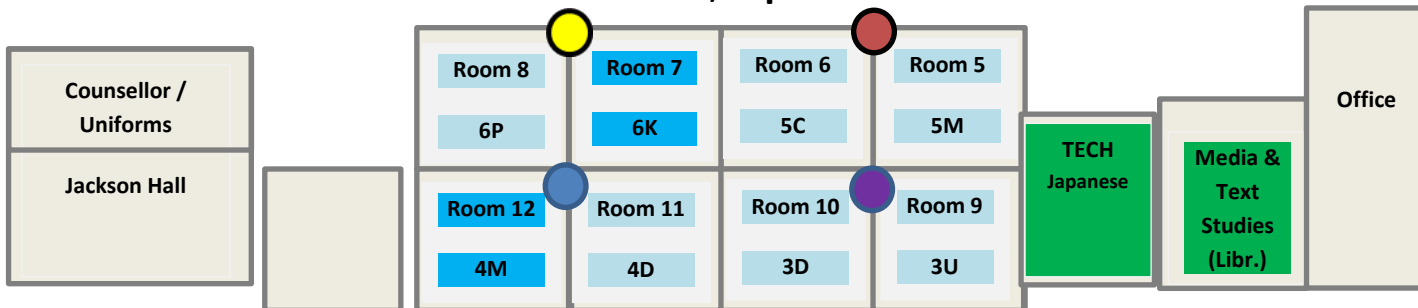 Counsellor /
Uniforms
Jackson Hall
Room 8
6P
Room 7
6K
Room 6
5C
Room 5
5M
Room 12
4M
Room 11
4D
Room 10
3D
Room 9
3U
TECH
Japanese
Media &
Text
Studies
(Libr.)
Office